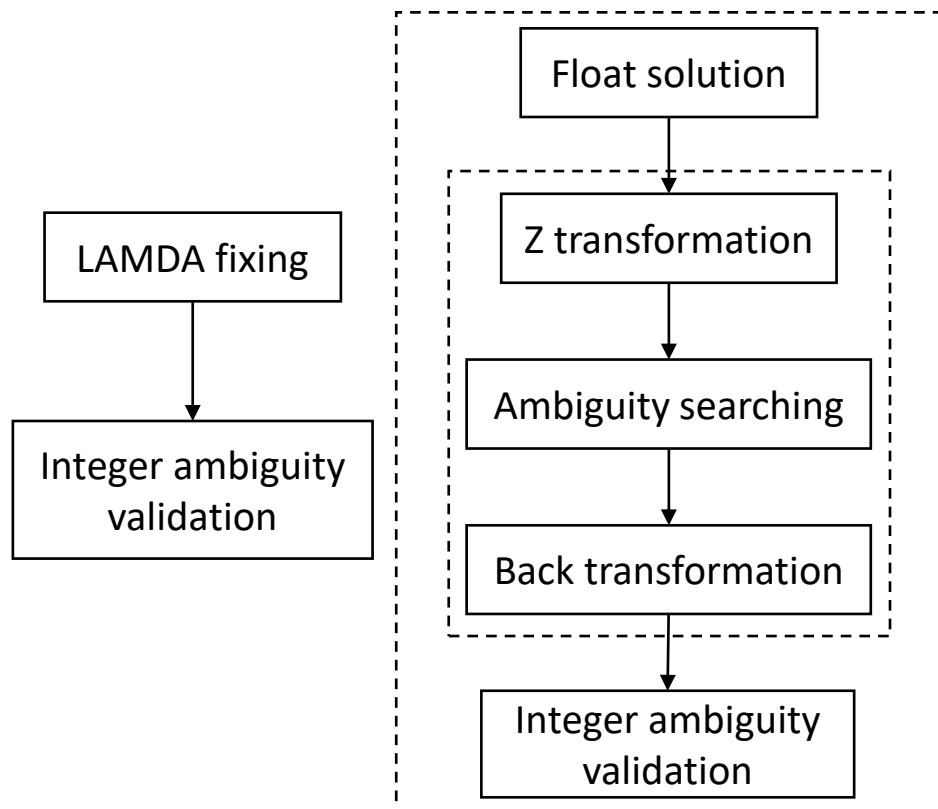 LAMDA fixing
Integer ambiguity
validation
Float solution
Z transformation
Ambiguity searching
Back transformation
Integer ambiguity
validation